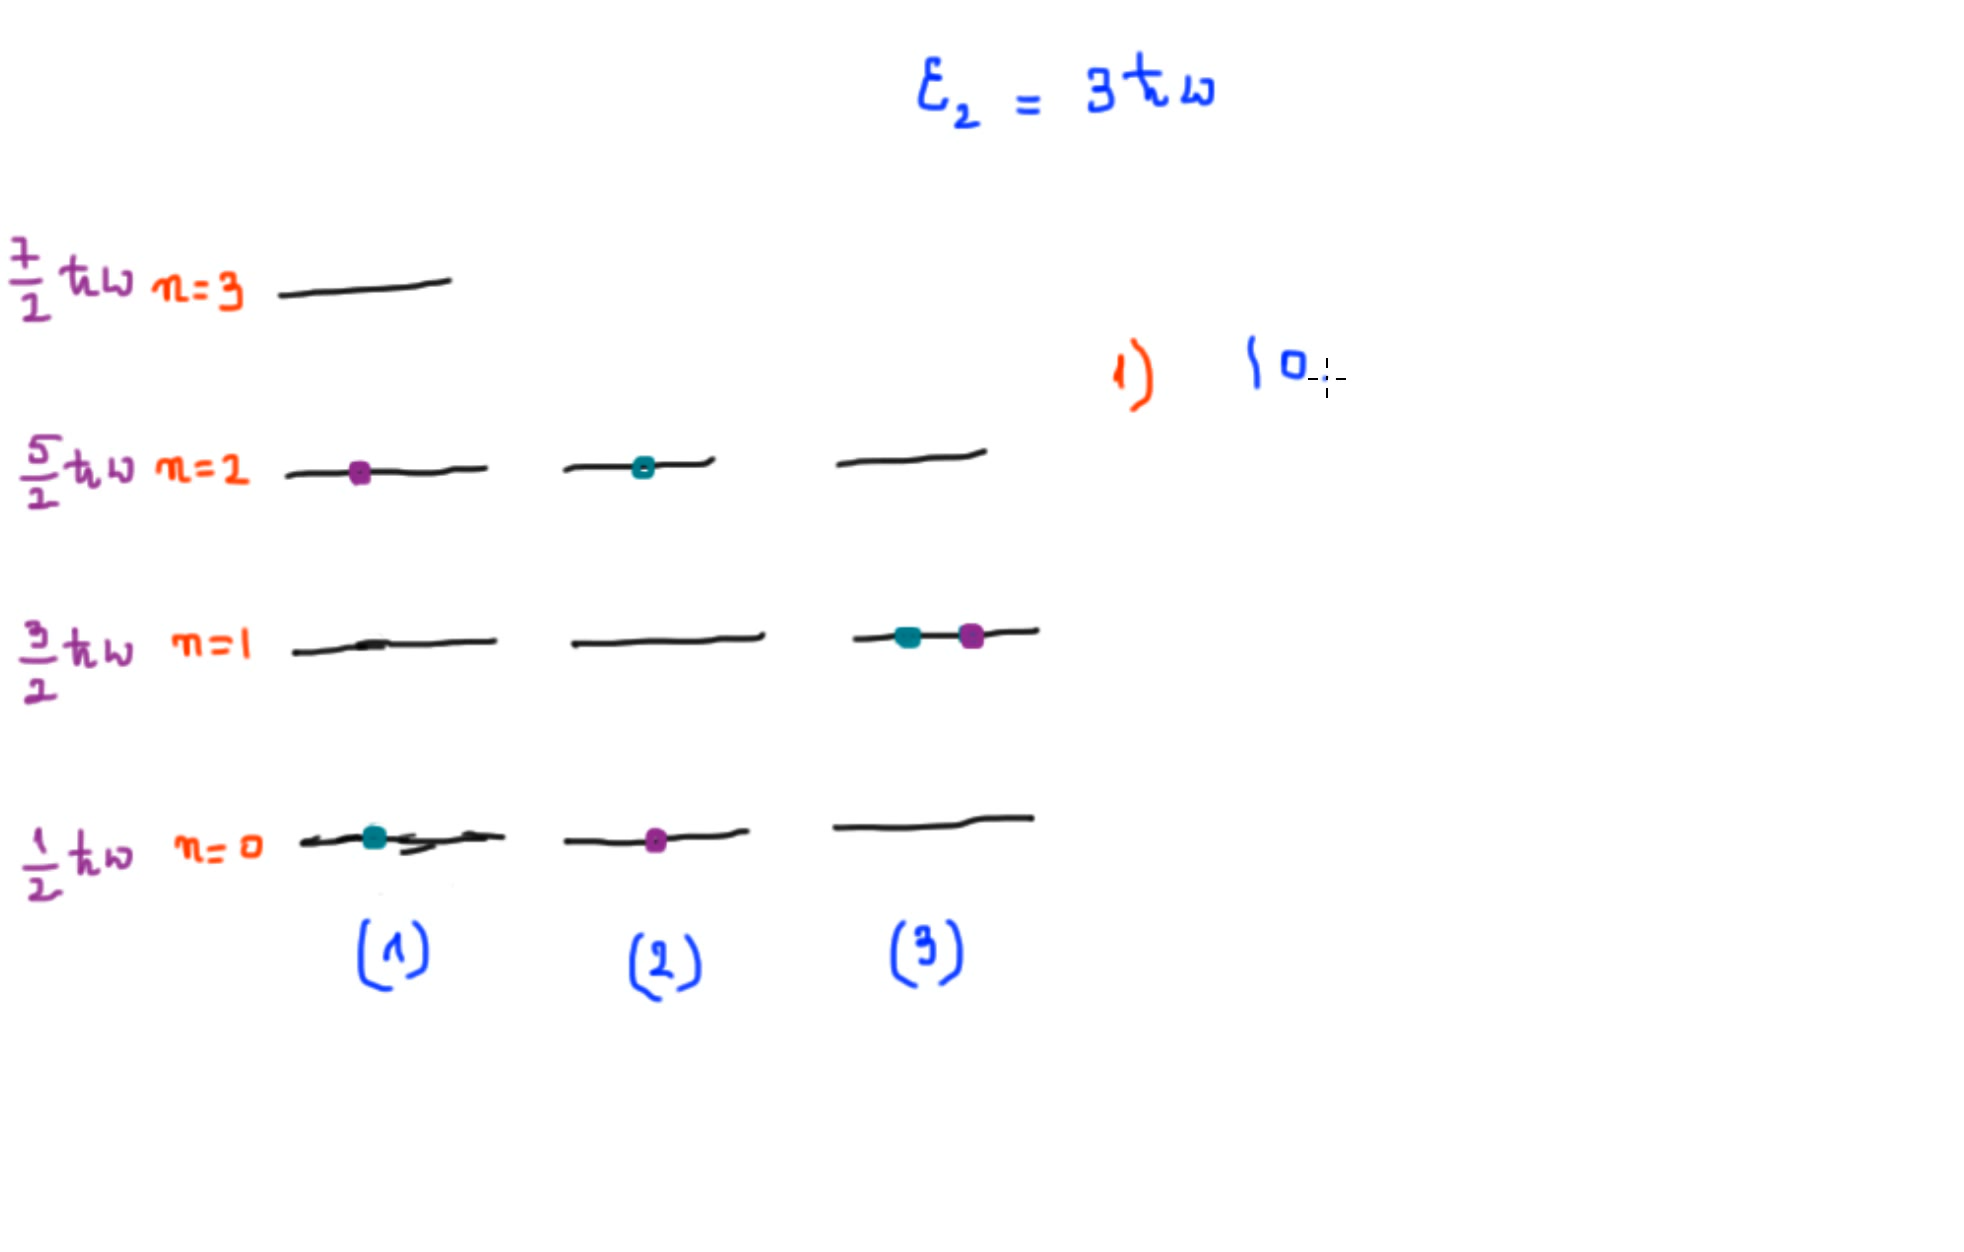 ε₂ = 3ħω
7/2 ħω n=3
1) |0,
5/2 ħω n=2
3/2 ħω n=1
1/2 ħω n=0
(1) (2) (3)